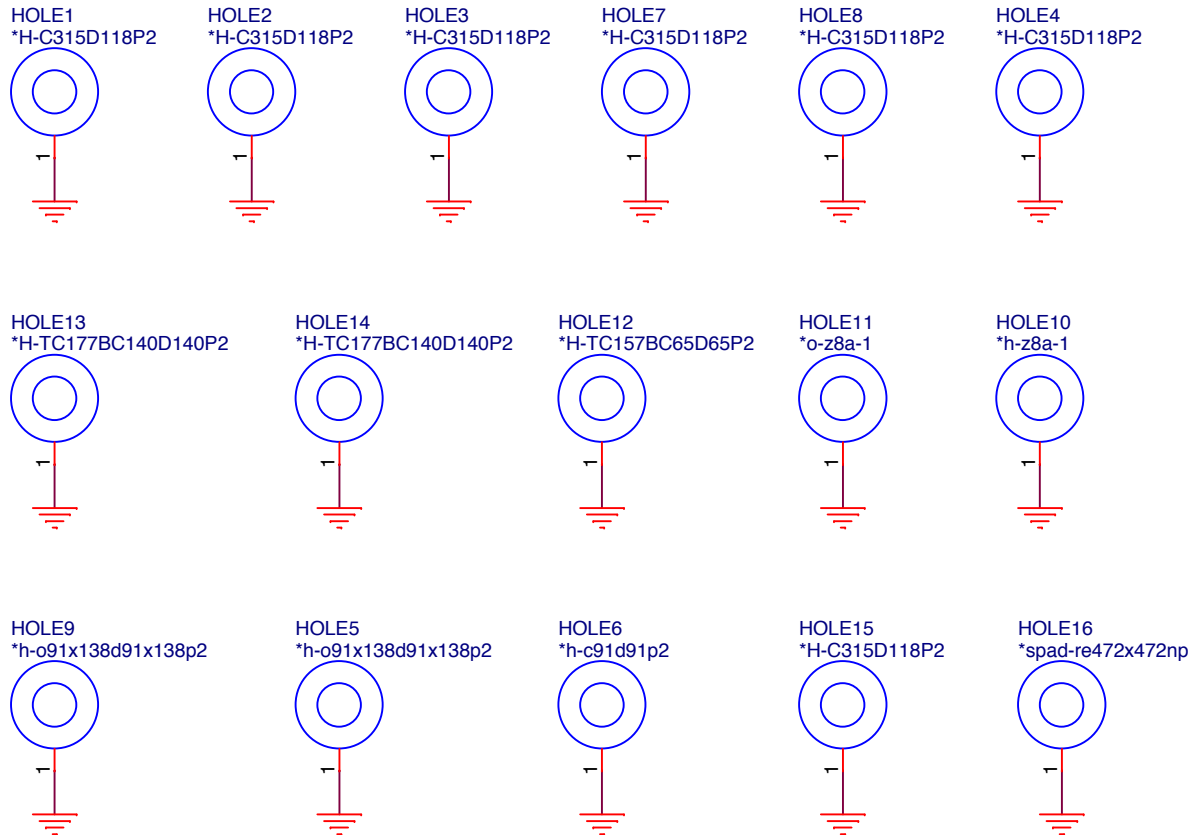 HOLE1
*H-C315D118P2
1
HOLE2
*H-C315D118P2
1
HOLE3
*H-C315D118P2
1
HOLE7
*H-C315D118P2
1
HOLE8
*H-C315D118P2
1
HOLE4
*H-C315D118P2
1
HOLE13
*H-TC177BC140D140P2
1
HOLE14
*H-TC177BC140D140P2
1
HOLE12
*H-TC157BC65D65P2
1
HOLE11
*o-z8a-1
1
HOLE10
*h-z8a-1
1
HOLE9
*h-o91x138d91x138p2
1
HOLE5
*h-o91x138d91x138p2
1
HOLE6
*h-c91d91p2
1
HOLE15
*H-C315D118P2
1
HOLE16
*spad-re472x472np
1